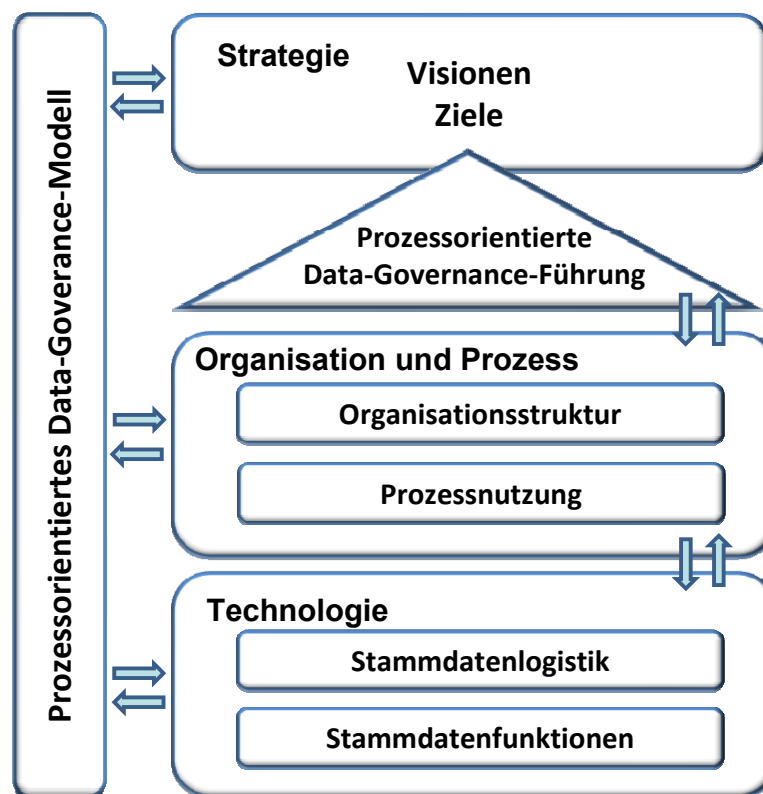 Prozessorientiertes Data-Goverance-Modell
Strategie
Visionen
Ziele
Prozessorientierte
Data-Governance-Führung
Organisation und Prozess
Organisationsstruktur
Prozessnutzung
Technologie
Stammdatenlogistik
Stammdatenfunktionen